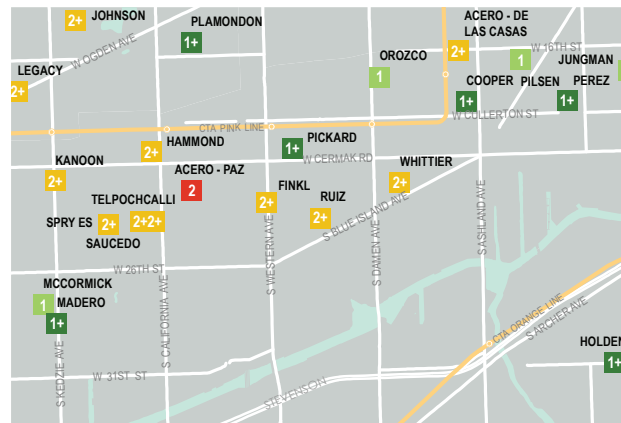 JOHNSON
2+
PLAMONDON
1+
ACERO - DE
LAS CASAS
2+
W OGDEN AVE
OROZCO
1
W 16TH ST
1
JUNGMAN
LEGACY
2+
COOPER
1+
PILSEN
PEREZ
1+
W CULLERTON ST
CTA PINK LINE
HAMMOND
2+
PICKARD
1+
W CERMAK RD
KANOON
2+
ACERO - PAZ
2
WHITTIER
2+
TELPOCHCALLI
2+2+
FINKL
2+
RUIZ
2+
SPRY ES
2+
SAUCEDO
S BLUE ISLAND AVE
S WESTERN AVE
S DAMEN AVE
S ASHLAND AVE
W 26TH ST
S CALIFORNIA AVE
MCCORMICK
1
MADERO
1+
CTA ORANGE LINE
S ARCHER AVE
HOLDEN
1+
S KEDZIE AVE
W 31ST ST
STEVENSON